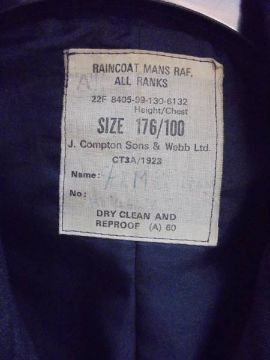 RAINCOAT MANS RAF.
ALL RANKS
22F 8405-99-130-6132
Height/Chest
SIZE 176/100
J. Compton Sons & Webb Ltd.
CT3A/1923
Name:
No:
DRY CLEAN AND
REPROOF (A) 60